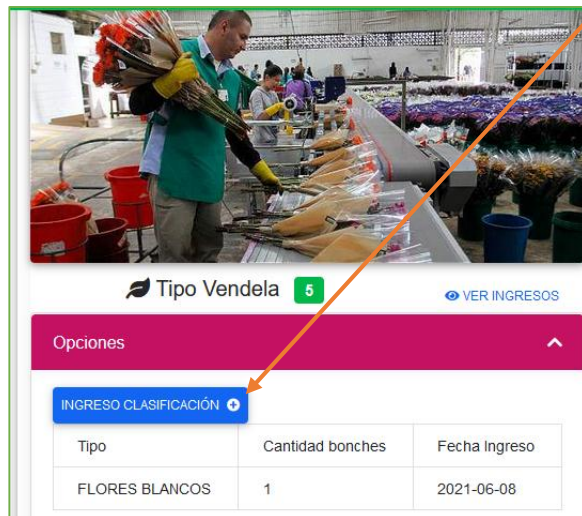 Tipo Vendela 5
VER INGRESOS
Opciones
INGRESO CLASIFICACIÓN
Tipo Cantidad bonches Fecha Ingreso
FLORES BLANCOS 1 2021-06-08